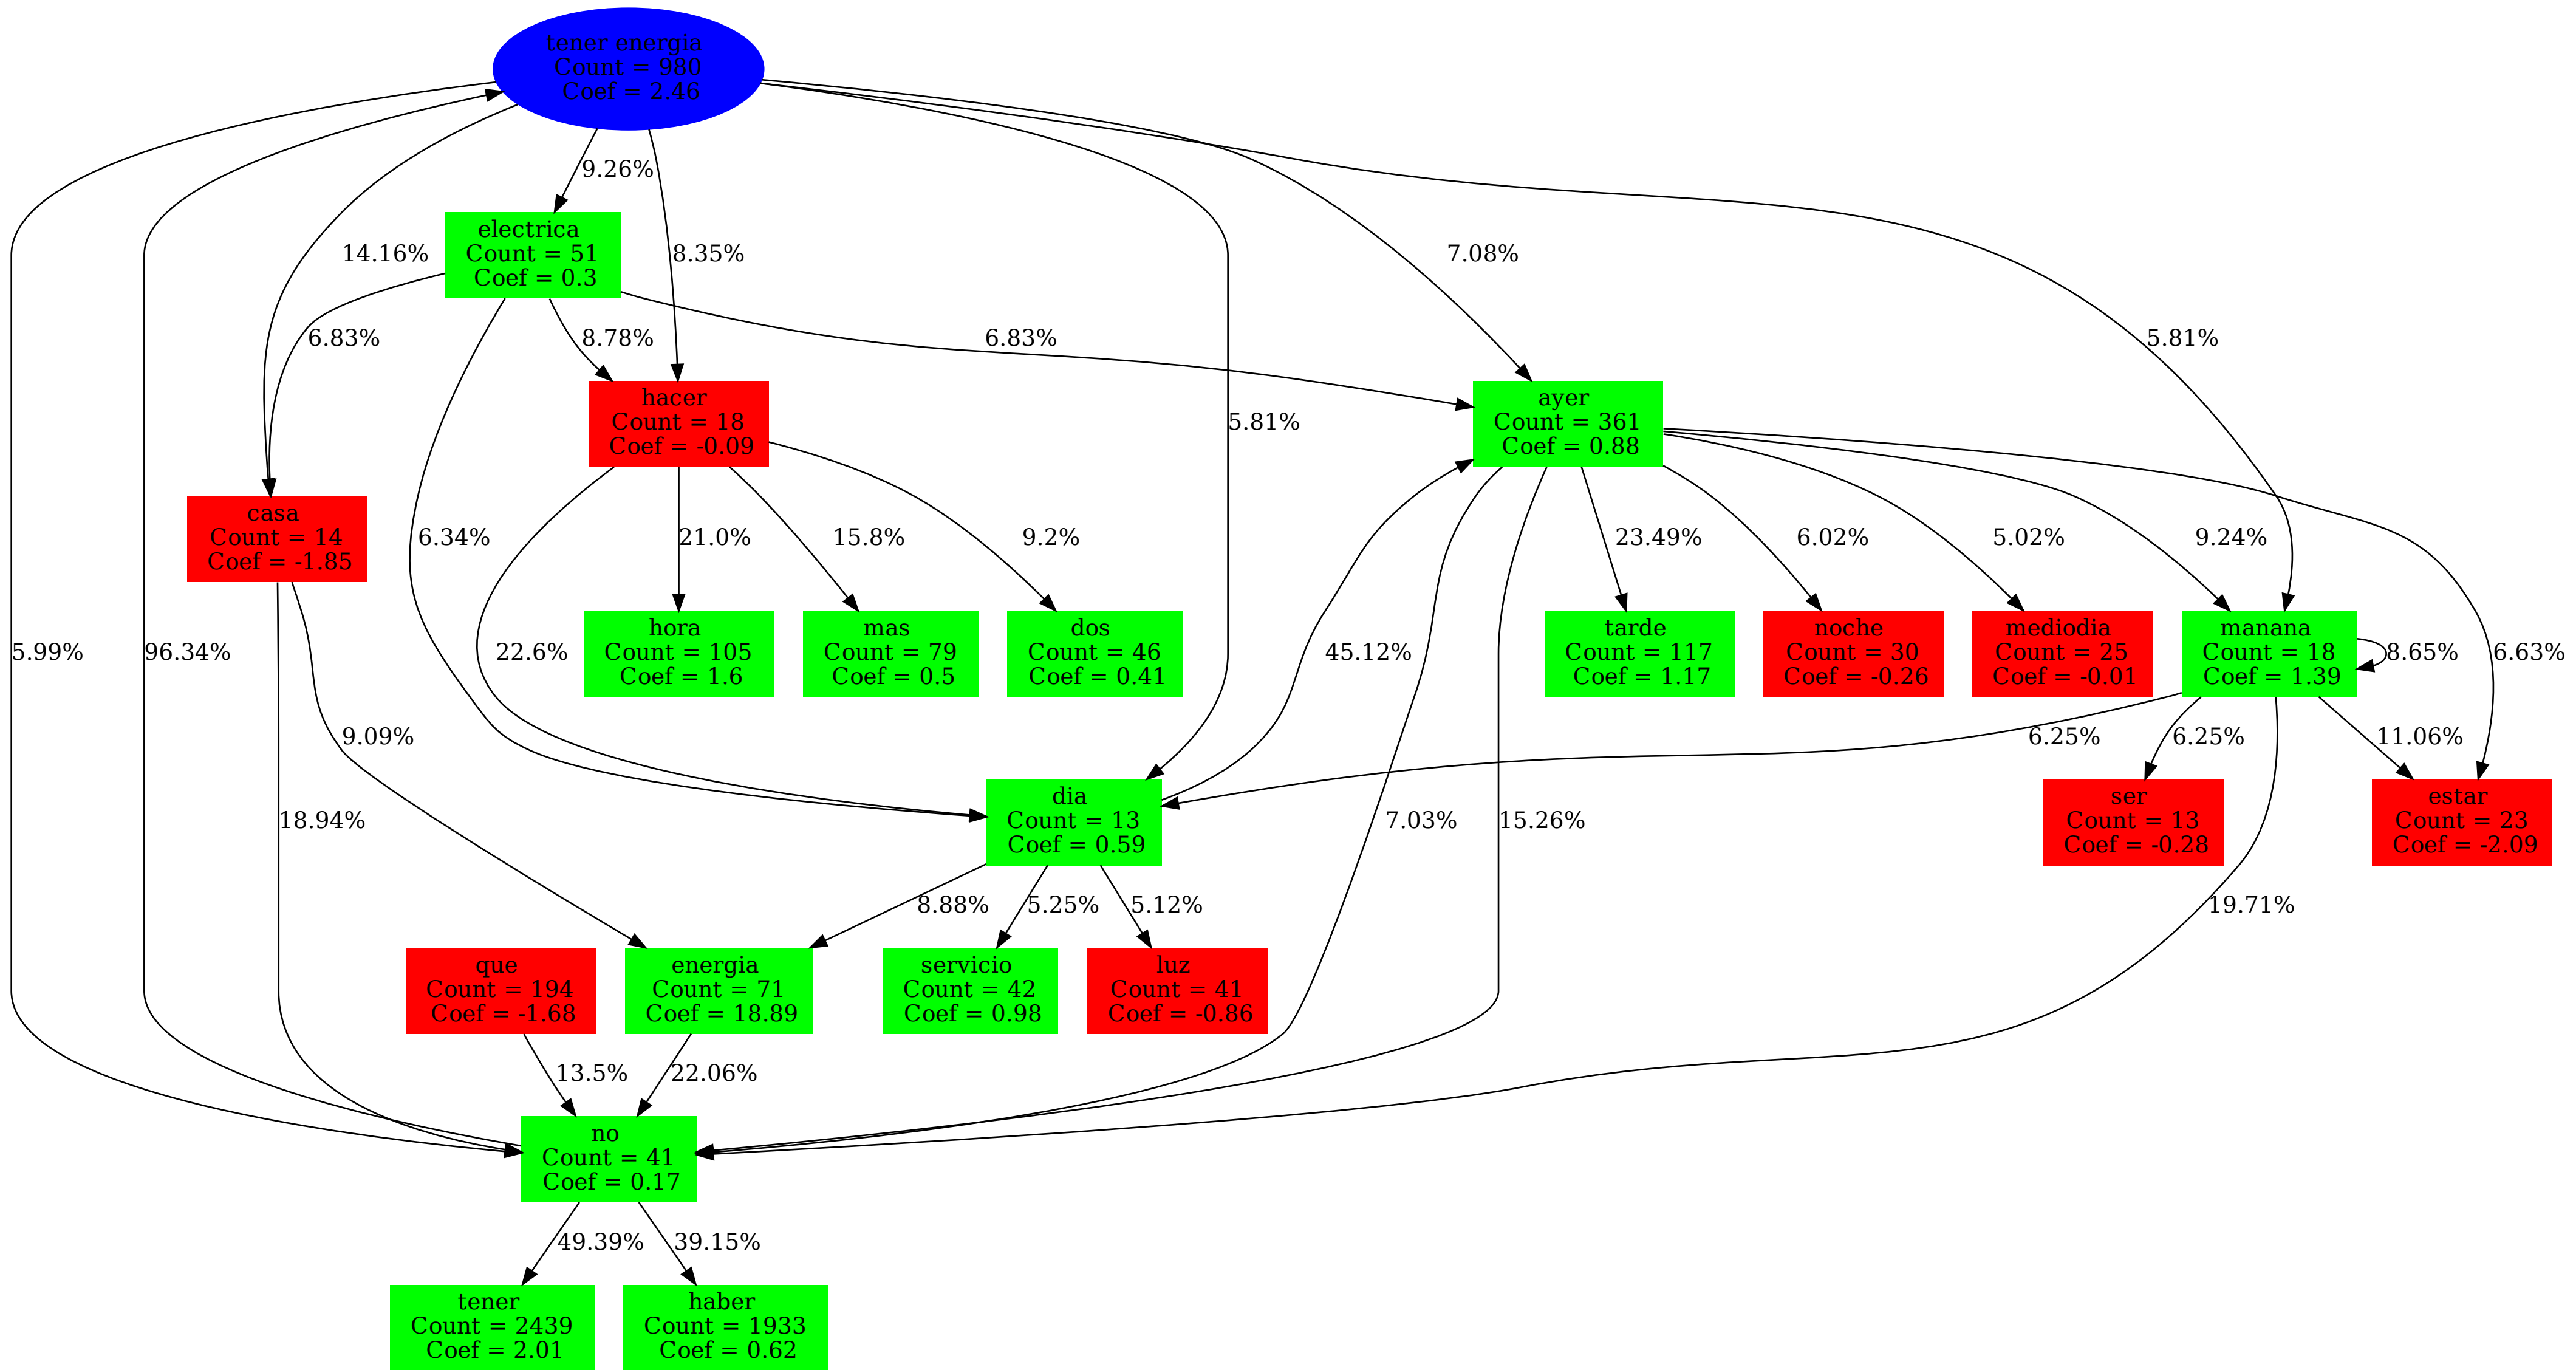 tener energia
Count = 980
Coef = 2.46
9.26%
electrica
Count = 51
Coef = 0.3
14.16%
8.35%
7.08%
6.83%
8.78%
6.83%
5.81%
hacer
Count = 18
Coef = -0.09
ayer
Count = 361
Coef = 0.88
5.81%
casa
Count = 14
Coef = -1.85
6.34%
21.0%
15.8%
9.2%
23.49%
6.02%
5.02%
9.24%
5.99%
96.34%
22.6%
hora
Count = 105
Coef = 1.6
mas
Count = 79
Coef = 0.5
dos
Count = 46
Coef = 0.41
45.12%
tarde
Count = 117
Coef = 1.17
noche
Count = 30
Coef = -0.26
mediodia
Count = 25
Coef = -0.01
manana
Count = 18
Coef = 1.39
8.65%
6.63%
9.09%
6.25%
6.25%
11.06%
18.94%
dia
Count = 13
Coef = 0.59
7.03%
15.26%
ser
Count = 13
Coef = -0.28
estar
Count = 23
Coef = -2.09
8.88%
5.25%
5.12%
19.71%
que
Count = 194
Coef = -1.68
energia
Count = 71
Coef = 18.89
servicio
Count = 42
Coef = 0.98
luz
Count = 41
Coef = -0.86
13.5%
22.06%
no
Count = 41
Coef = 0.17
49.39%
39.15%
tener
Count = 2439
Coef = 2.01
haber
Count = 1933
Coef = 0.62